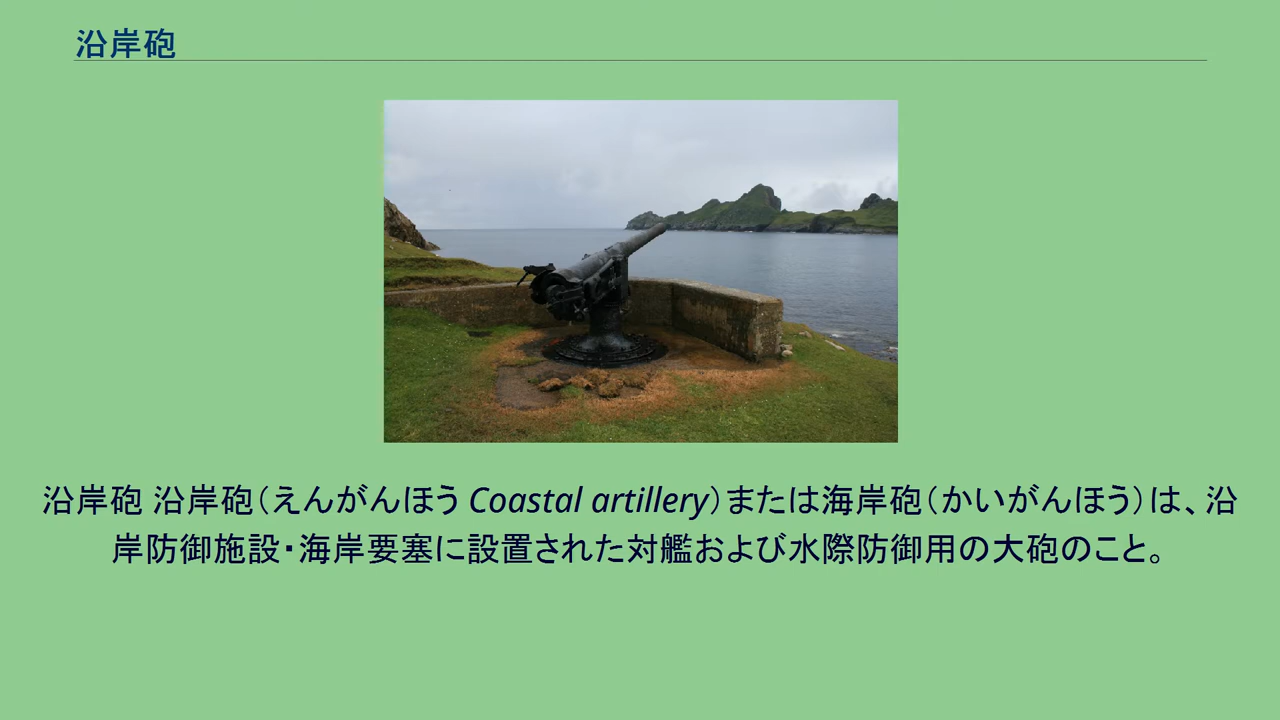 沿岸砲
沿岸砲 沿岸砲（えんがんほう Coastal artillery）または海岸砲（かいがんほう）は、沿
岸防御施設・海岸要塞に設置された対艦および水際防御用の大砲のこと。